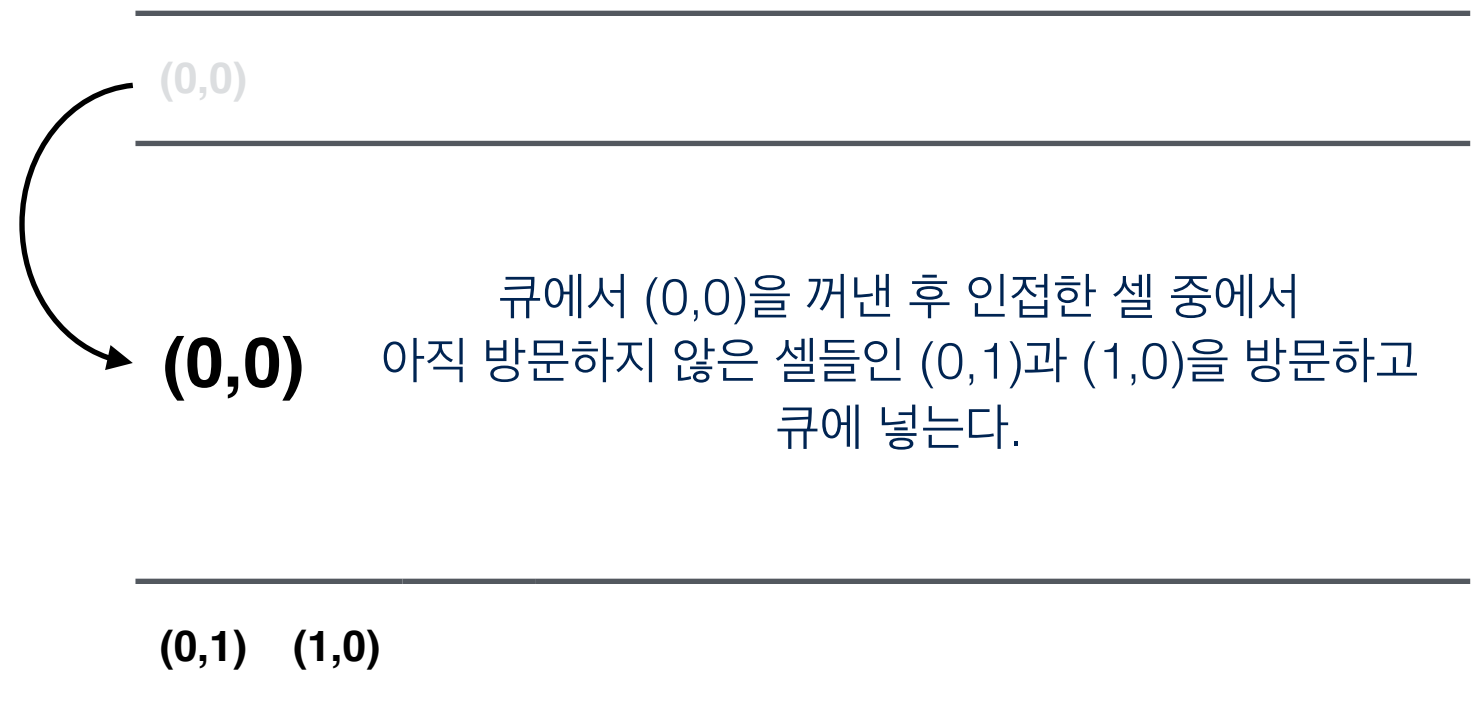 (0,0)
큐에서 (0,0)을 꺼낸 후 인접한 셀 중에서
(0,0) 아직 방문하지 않은 셀들인 (0,1)과 (1,0)을 방문하고
큐에 넣는다.
(0,1) (1,0)